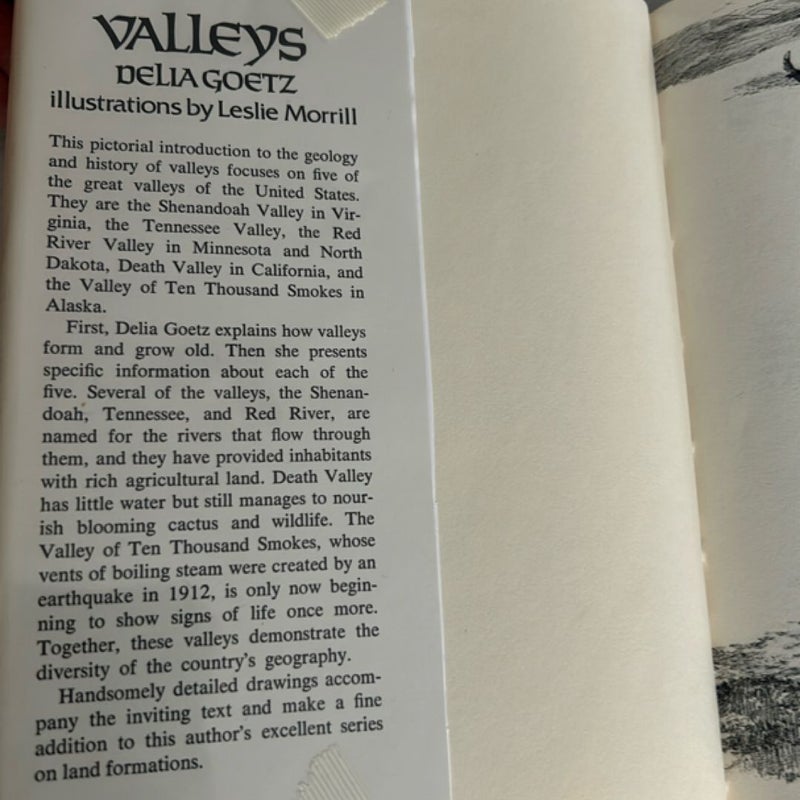 VALLEYS
DELIA GOETZ
illustrations by Leslie Morrill
This pictorial introduction to the geology
and history of valleys focuses on five of
the great valleys of the United States.
They are the Shenandoah Valley in Vir-
ginia, the Tennessee Valley, the Red
River Valley in Minnesota and North
Dakota, Death Valley in California, and
the Valley of Ten Thousand Smokes in
Alaska.
First, Delia Goetz explains how valleys
form and grow old. Then she presents
specific information about each of the
five. Several of the valleys, the Shenan-
doah, Tennessee, and Red River, are
named for the rivers that flow through
them, and they have provided inhabitants
with rich agricultural land. Death Valley
has little water but still manages to nour-
ish blooming cactus and wildlife. The
Valley of Ten Thousand Smokes, whose
vents of boiling steam were created by an
earthquake in 1912, is only now begin-
ning to show signs of life once more.
Together, these valleys demonstrate the
diversity of the country's geography.
Handsomely detailed drawings accom-
pany the inviting text and make a fine
addition to this author's excellent series
on land formations.